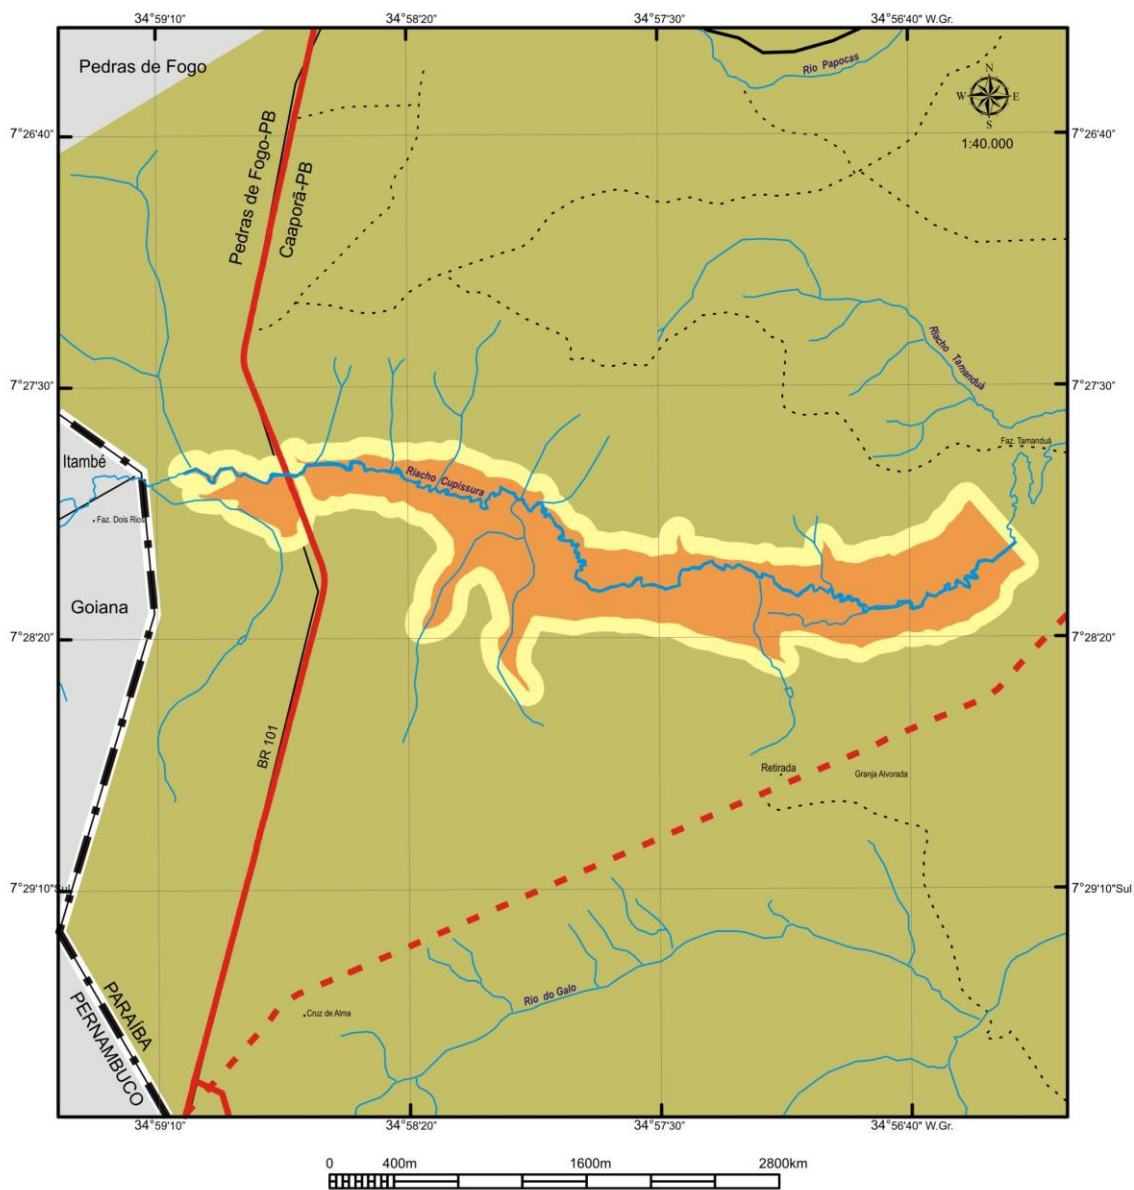 34°59'10"
34°58'20"
34°57'30"
34°56'40" W.Gr.
Pedras de Fogo
Rio Papocas
N
W E
S
1:40.000
7°26'40"
7°26'40"
Pedras de Fogo-PB
Caaporã-PB
Riacho Tamanduá
7°27'30"
7°27'30"
Faz. Tamanduá
Itambé
Riacho Cupissura
Faz. Dois Rios
Goiana
7°28'20"
7°28'20"
BR 101
Retirada
Granja Alvorada
7°29'10"Sul
7°29'10"Sul
Rio do Galo
Cruz de Alma
PARAÍBA
PERNAMBUCO
34°59'10"
34°58'20"
34°57'30"
34°56'40" W.Gr.
0 400m 1600m 2800km